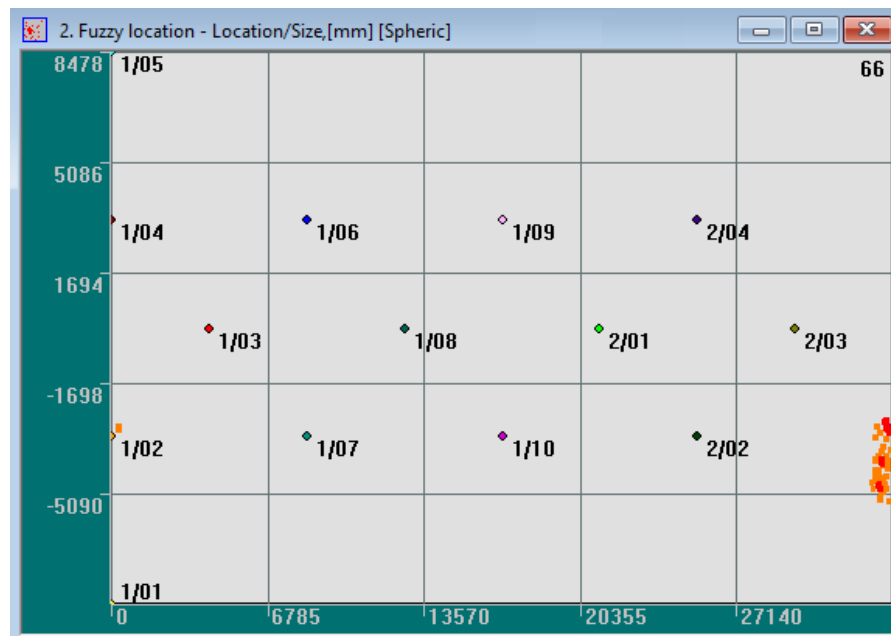 2. Fuzzy location - Location/Size,[mm] [Spheric]
8478 1/05 66
5086
1/04 1/06 1/09 2/04
1694
1/03 1/08 2/01 2/03
-1698
1/02 1/07 1/10 2/02
-5090
1/01
0 6785 13570 20355 27140